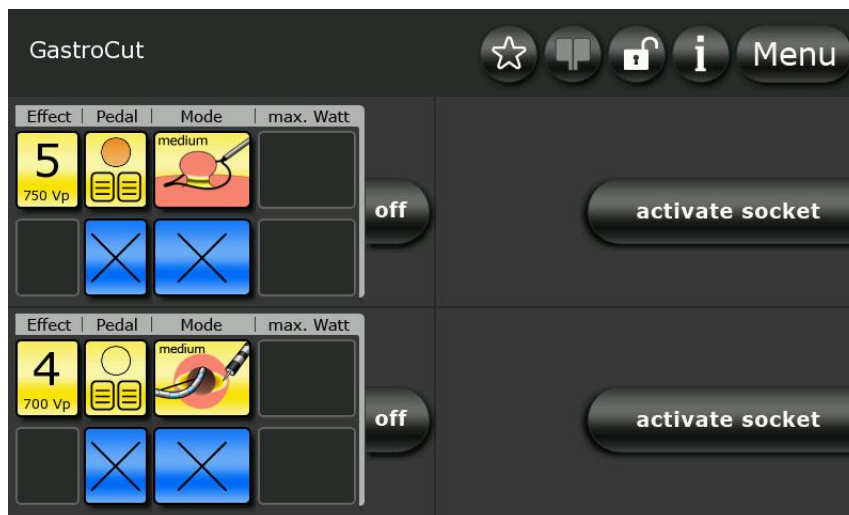 GastroCut
i
Menu
Effect | Pedal | Mode | max. Watt
5
750 Vp
medium
off
activate socket
Effect | Pedal | Mode | max. Watt
4
700 Vp
medium
off
activate socket